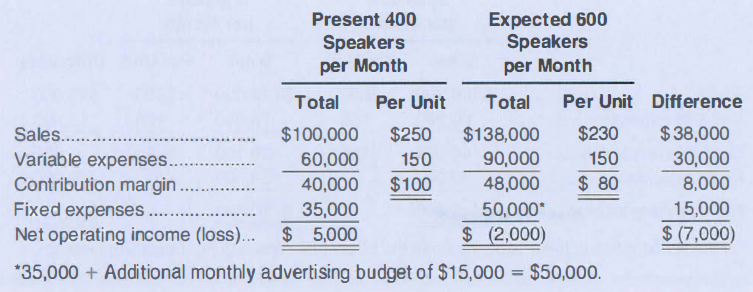 Present 400 Expected 600
Speakers Speakers
per Month per Month
Total Per Unit Total Per Unit Difference
Sales.............................. $100,000 $250 $138,000 $230 $38,000
Variable expenses................ 60,000 150 90,000 150 30,000
Contribution margin............. 40,000 $100 48,000 $ 80 8,000
Fixed expenses.................... 35,000 50,000* 15,000
Net operating income (loss)... $ 5,000 $ (2,000) $ (7,000)
*35,000 + Additional monthly advertising budget of $15,000 = $50,000.